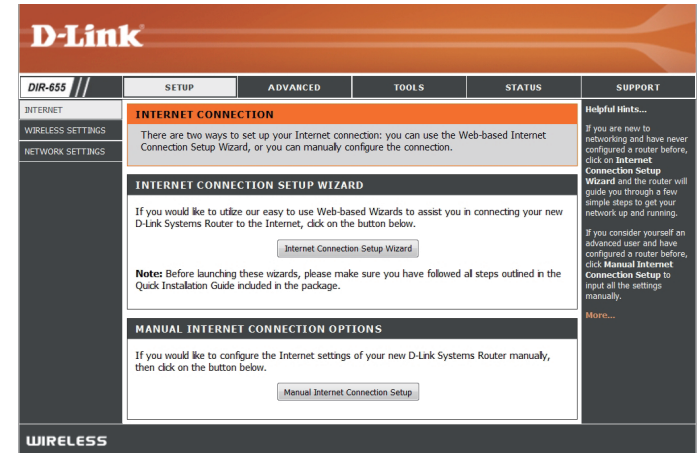 D-Link
DIR-655
SETUP
ADVANCED
TOOLS
STATUS
SUPPORT
INTERNET
WIRELESS SETTINGS
NETWORK SETTINGS
INTERNET CONNECTION
There are two ways to set up your Internet connection: you can use the Web-based Internet
Connection Setup Wizard, or you can manually configure the connection.
INTERNET CONNECTION SETUP WIZARD
If you would like to utilize our easy to use Web-based Wizards to assist you in connecting your new
D-Link Systems Router to the Internet, click on the button below.
Internet Connection Setup Wizard
Note: Before launching these wizards, please make sure you have followed all steps outlined in the
Quick Installation Guide included in the package.
MANUAL INTERNET CONNECTION OPTIONS
If you would like to configure the Internet settings of your new D-Link Systems Router manually,
then click on the button below.
Manual Internet Connection Setup
Helpful Hints...
If you are new to
networking and have never
configured a router before,
click on Internet
Connection Setup
Wizard and the router will
guide you through a few
simple steps to get your
network up and running.
If you consider yourself an
advanced user and have
configured a router before,
click Manual Internet
Connection Setup to
input all the settings
manually.
More...
WIRELESS